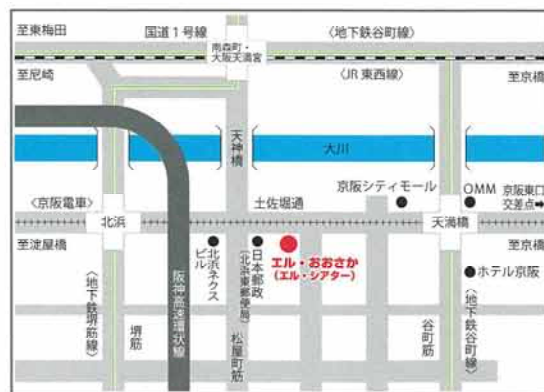 至東梅田
国道1号線
〈地下鉄谷町線〉
南森町・
大阪天満宮
至尼崎
〈JR東西線〉
至京橋
天神橋
大川
京阪シティモール
OMM
京阪東口
交差点➡
〈京阪電車〉
北浜
土佐堀通
天満橋
至淀屋橋
至京橋
北浜ネクス
ビル
日本郵政
(北浜東郵便局)
エル・おおさか
(エル・シアター)
ホテル京阪
〈地下鉄堺筋線〉
堺筋
阪神高速環状線
松屋町筋
谷町筋
〈地下鉄谷町線〉